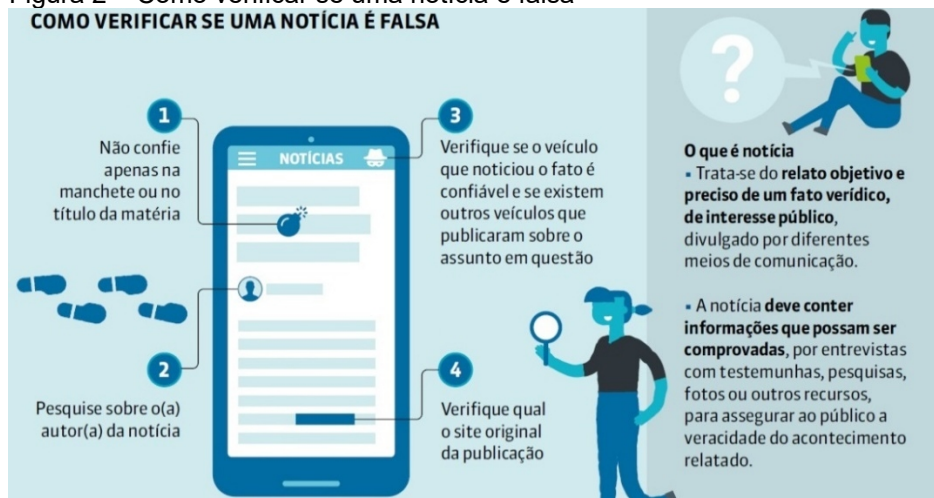 Figura 2 – Como verificar se uma notícia é falsa
COMO VERIFICAR SE UMA NOTÍCIA É FALSA
1
Não confie
apenas na
manchete ou no
título da matéria
2
Pesquise sobre o(a)
autor(a) da notícia
NOTÍCIAS
3
Verifique se o veículo
que noticiou o fato é
confiável e se existem
outros veículos que
publicaram sobre o
assunto em questão
4
Verifique qual
o site original
da publicação
?
O que é notícia
▪ Trata-se do relato objetivo e
preciso de um fato verídico,
de interesse público,
divulgado por diferentes
meios de comunicação.
▪ A notícia deve conter
informações que possam ser
comprovadas, por entrevistas
com testemunhas, pesquisas,
fotos ou outros recursos,
para assegurar ao público a
veracidade do acontecimento
relatado.